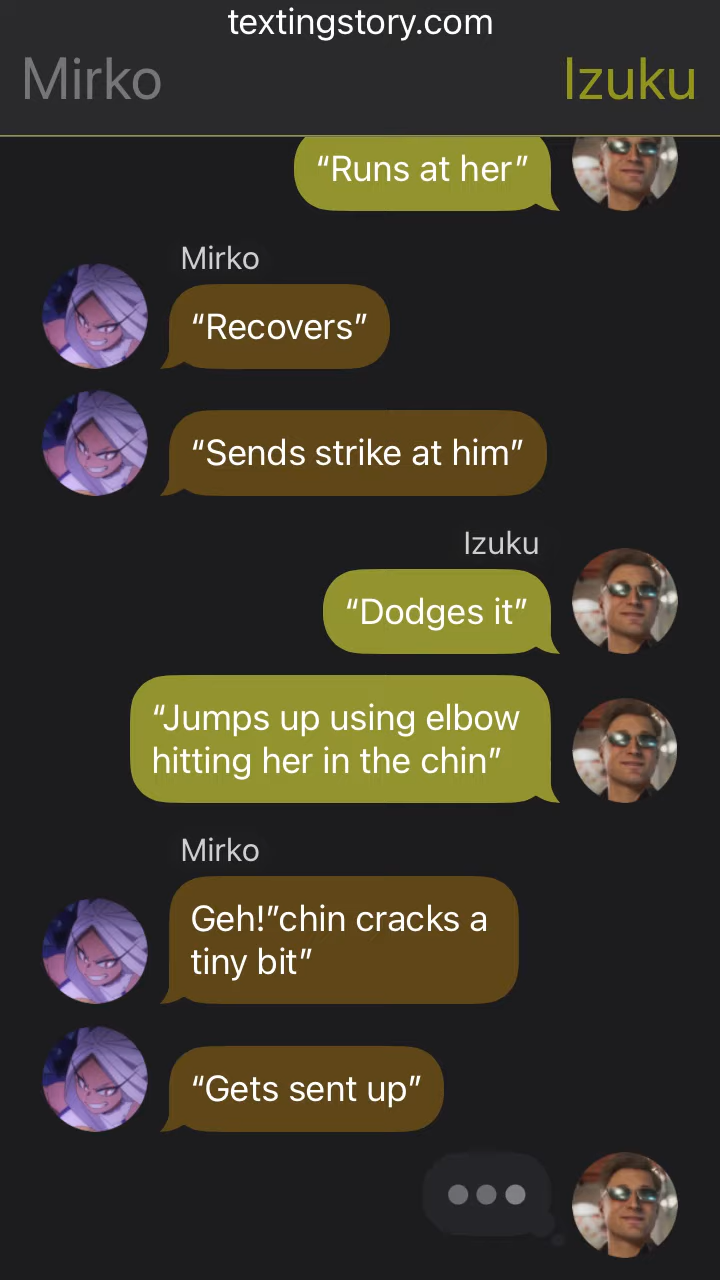 textingstory.com
Mirko
Izuku
“Runs at her”
Mirko
“Recovers”
“Sends strike at him”
Izuku
“Dodges it”
“Jumps up using elbow
hitting her in the chin”
Mirko
Geh!”chin cracks a
tiny bit”
“Gets sent up”